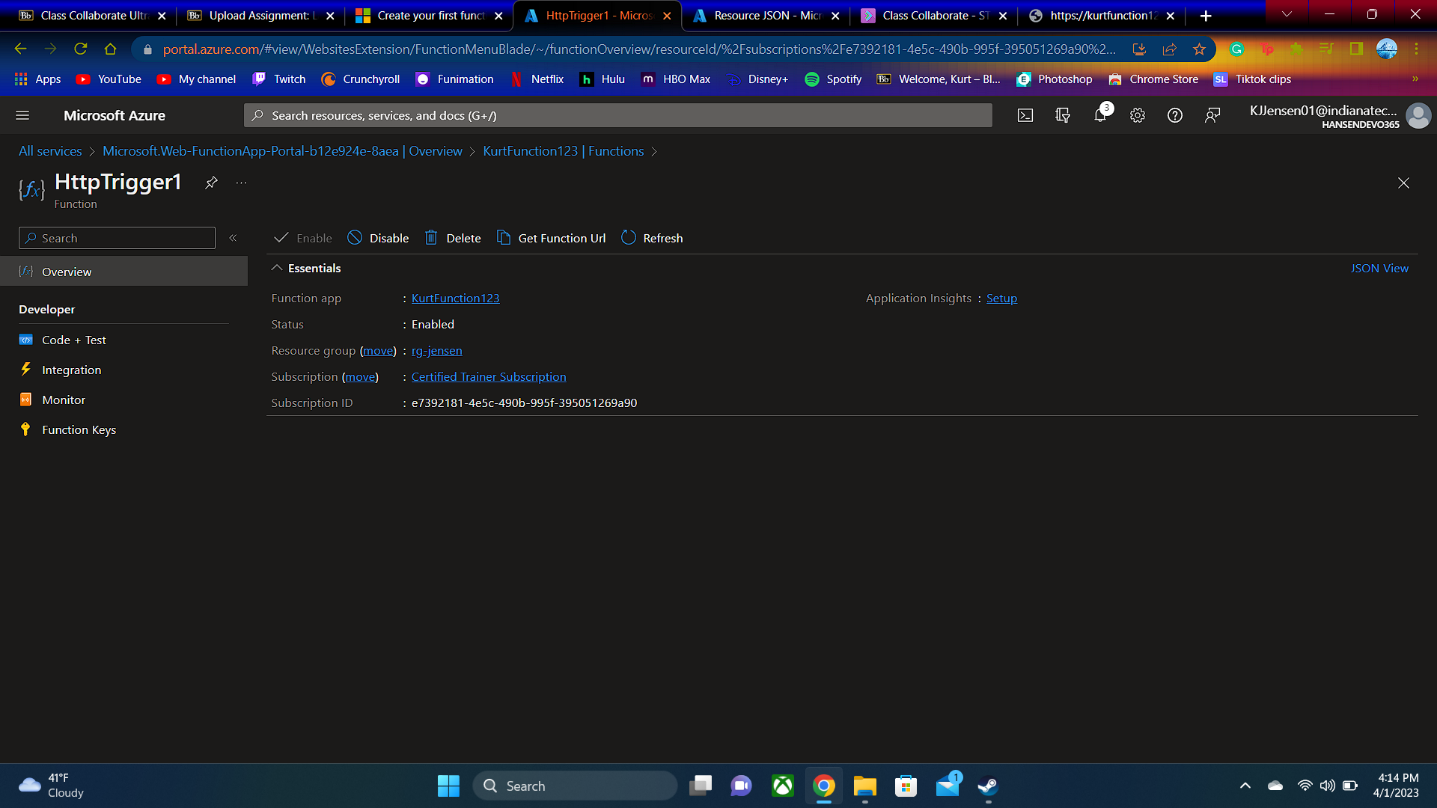 Class Collaborate Ultr
Upload Assignment: L
Create your first funct
HttpTrigger1 - Micros
Resource JSON - Micr
Class Collaborate - ST
https://kurtfunction12
portal.azure.com/#view/WebsitesExtension/FunctionMenuBlade/~/functionOverview/resourceId/%2Fsubscriptions%2Fe7392181-4e5c-490b-995f-395051269a90%2...
Apps YouTube My channel Twitch Crunchyroll Funimation Netflix Hulu HBO Max Disney+ Spotify Welcome, Kurt – Bl... Photoshop Chrome Store Tiktok clips »
Microsoft Azure
Search resources, services, and docs (G+/)
3
KJJensen01@indianatec...
HANSENDEVO365
All services > Microsoft.Web-FunctionApp-Portal-b12e924e-8aea | Overview > KurtFunction123 | Functions >
{fx} HttpTrigger1 ...
Function
Search «
Enable Disable Delete Get Function Url Refresh
Overview
Essentials
JSON View
Developer
Code + Test
Integration
Monitor
Function Keys
Function app : KurtFunction123
Application Insights : Setup
Status : Enabled
Resource group (move) : rg-jensen
Subscription (move) : Certified Trainer Subscription
Subscription ID : e7392181-4e5c-490b-995f-395051269a90
41°F
Cloudy
Search
1
4:14 PM
4/1/2023